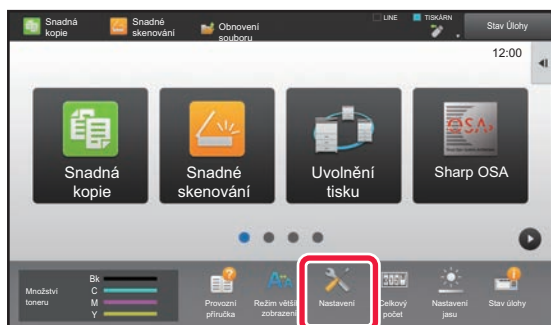 Snadná
kopie
Snadné
skenování
Obnovení
souboru
LINE
TISKÁRN
Stav Úlohy
12:00
Snadná
kopie
Snadné
skenování
Uvolnění
tisku
Sharp OSA
Množství
toneru
Bk
C
M
Y
Provozní
příručka
Režim větší
zobrazení
Nastavení
Celkový
počet
Nastavení
jasu
Stav úlohy